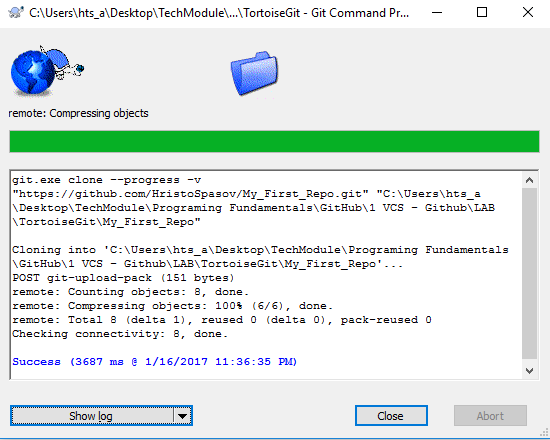 C:\Users\hts_a\Desktop\TechModule\...\TortoiseGit - Git Command Pr...
remote: Compressing objects
git.exe clone --progress -v
"https://github.com/HristoSpasov/My_First_Repo.git" "C:\Users\hts_a
\Desktop\TechModule\Programing Fundamentals\GitHub\1 VCS - Github\LAB
\TortoiseGit\My_First_Repo"
Cloning into 'C:\Users\hts_a\Desktop\TechModule\Programing Fundamentals
\GitHub\1 VCS - Github\LAB\TortoiseGit\My_First_Repo'...
POST git-upload-pack (151 bytes)
remote: Counting objects: 8, done.
remote: Compressing objects: 100% (6/6), done.
remote: Total 8 (delta 1), reused 0 (delta 0), pack-reused 0
Checking connectivity: 8, done.
Success (3687 ms @ 1/16/2017 11:36:35 PM)
Show log Close Abort